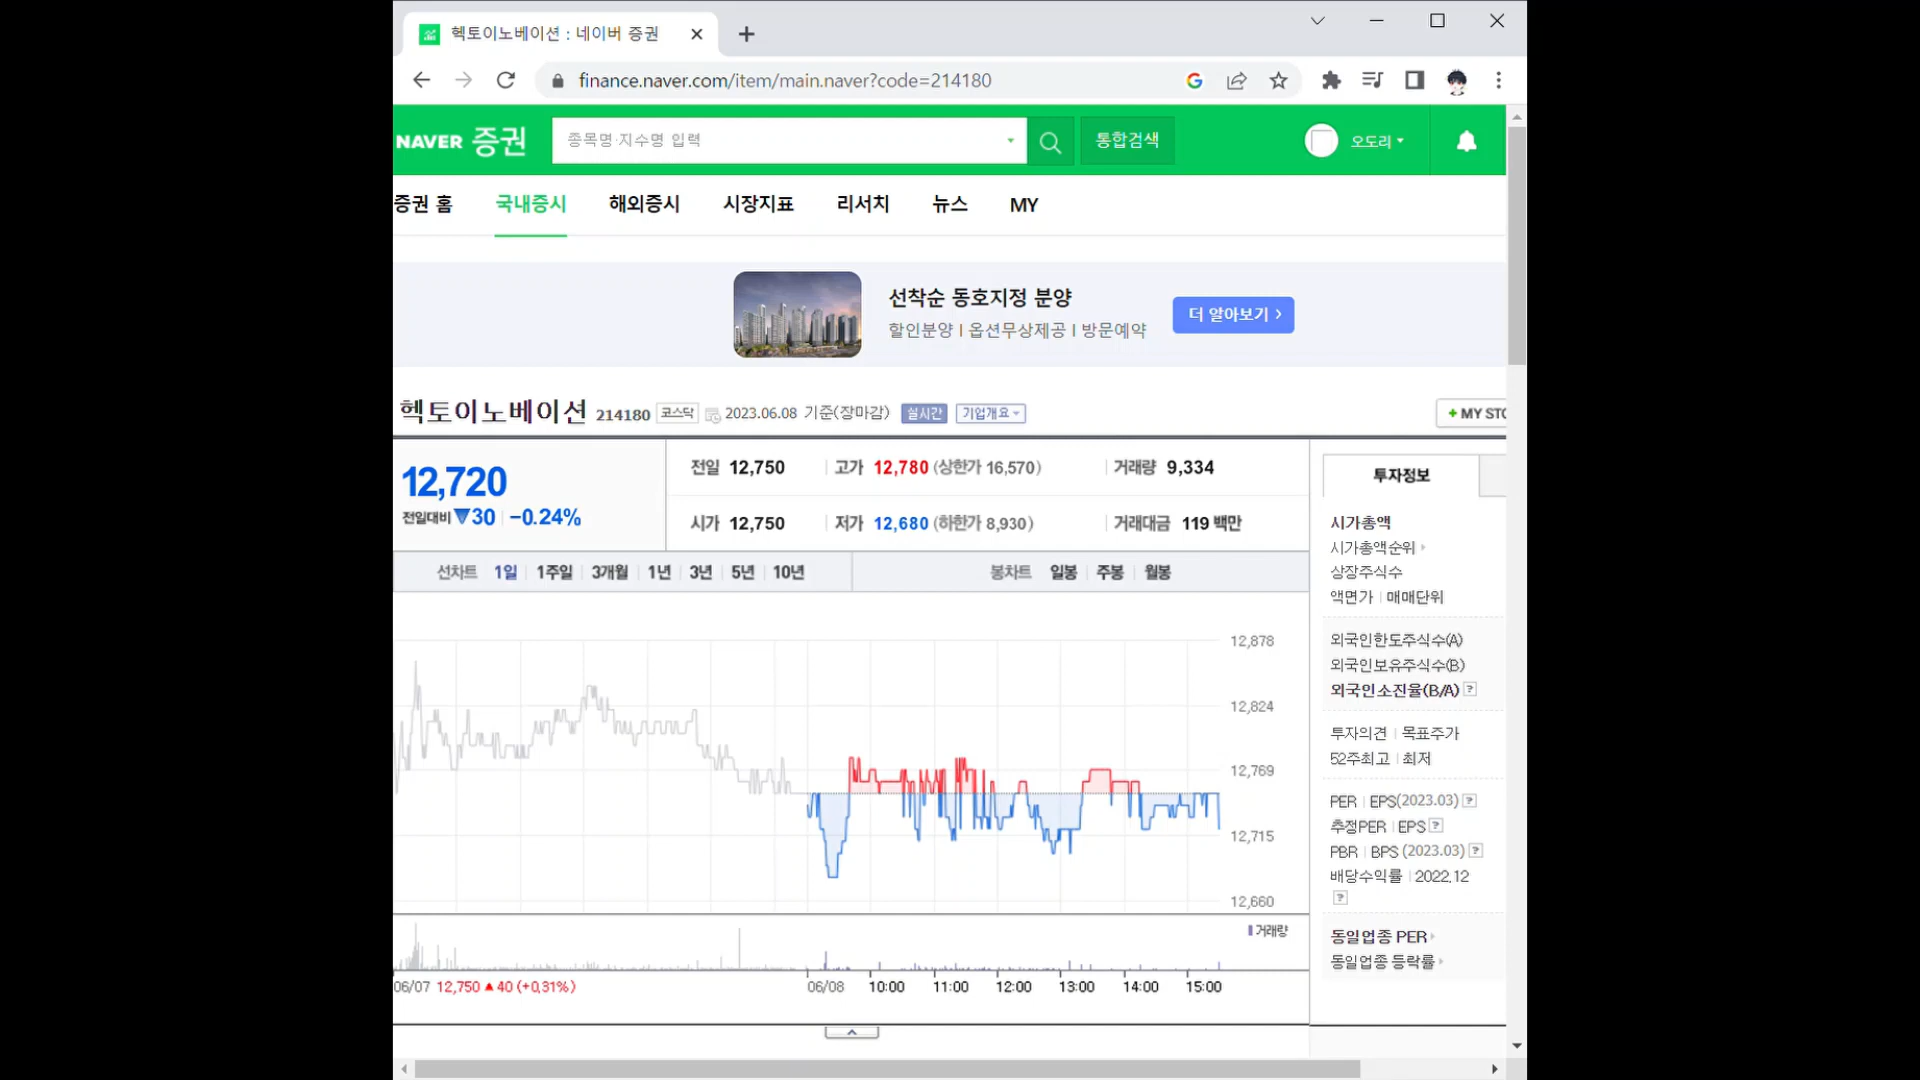 헥토이노베이션 : 네이버 증권
finance.naver.com/item/main.naver?code=214180
NAVER 증권
종목명·지수명 입력
통합검색
오도리
증권 홈 국내증시 해외증시 시장지표 리서치 뉴스 MY
선착순 동호지정 분양
할인분양 | 옵션무상제공 | 방문예약
더 알아보기 >
헥토이노베이션 214180 코스닥 2023.06.08 기준(장마감) 실시간 기업개요
+ MY STO
12,720
전일대비 ▼30 -0.24%
전일 12,750 고가 12,780 (상한가 16,570) 거래량 9,334
시가 12,750 저가 12,680 (하한가 8,930) 거래대금 119 백만
선차트 1일 1주일 3개월 1년 3년 5년 10년 봉차트 일봉 주봉 월봉
12,878
12,824
12,769
12,715
12,660
거래량
06/07 12,750 ▲ 40 (+0.31%)
06/08 10:00 11:00 12:00 13:00 14:00 15:00
투자정보
시가총액
시가총액순위
상장주식수
액면가 | 매매단위
외국인한도주식수(A)
외국인보유주식수(B)
외국인소진율(B/A) ?
투자의견 | 목표주가
52주최고 | 최저
PER | EPS(2023.03) ?
추정PER | EPS ?
PBR | BPS (2023.03) ?
배당수익률 | 2022.12
?
동일업종 PER
동일업종 등락률